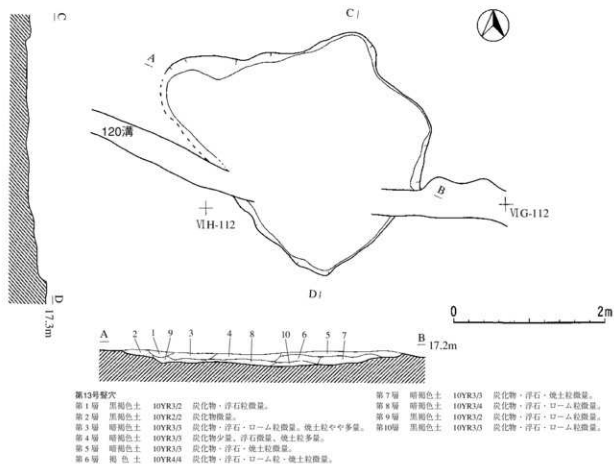 C
C
A
120溝
B
ⅥH-112
ⅥG-112
D
D
17.3m
0 2m
A 2 1 9 3 4 8 10 6 5 7 B
17.2m
第13号竪穴
第1層 黒褐色土 10YR3/2 炭化物・浮石粒微量。
第2層 黒褐色土 10YR2/2 炭化物微量。
第3層 暗褐色土 10YR3/3 炭化物・浮石・ローム粒微量。焼土粒やや多量。
第4層 暗褐色土 10YR3/3 炭化物少量。浮石微量。焼土粒多量。
第5層 暗褐色土 10YR3/3 炭化物・浮石・焼土粒微量。
第6層 褐色土 10YR4/4 炭化物・浮石・ローム粒・焼土粒微量。
第7層 暗褐色土 10YR3/3 炭化物・浮石・焼土粒微量。
第8層 暗褐色土 10YR3/4 炭化物・浮石・ローム粒微量。
第9層 黒褐色土 10YR3/2 炭化物・浮石・ローム粒微量。
第10層 黒褐色土 10YR3/3 炭化物・浮石・ローム粒微量。